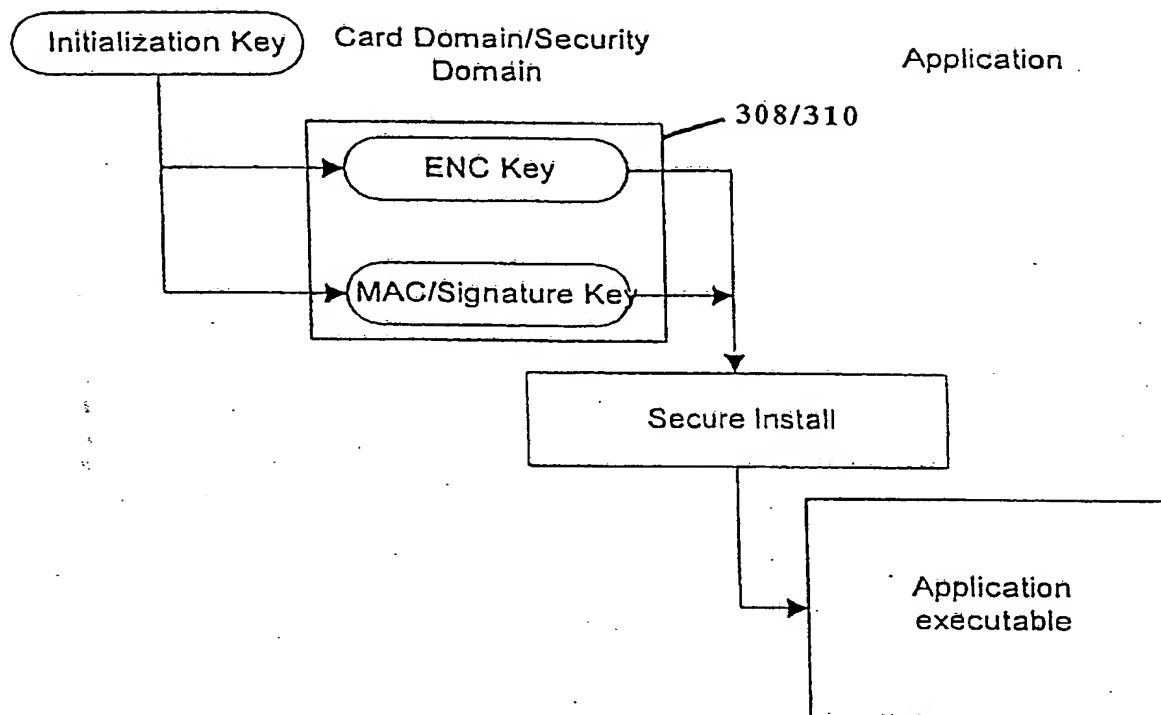 Initialization Key
Card Domain/Security
Domain
Application
308/310
ENC Key
MAC/Signature Key
Secure Install
Application
executable